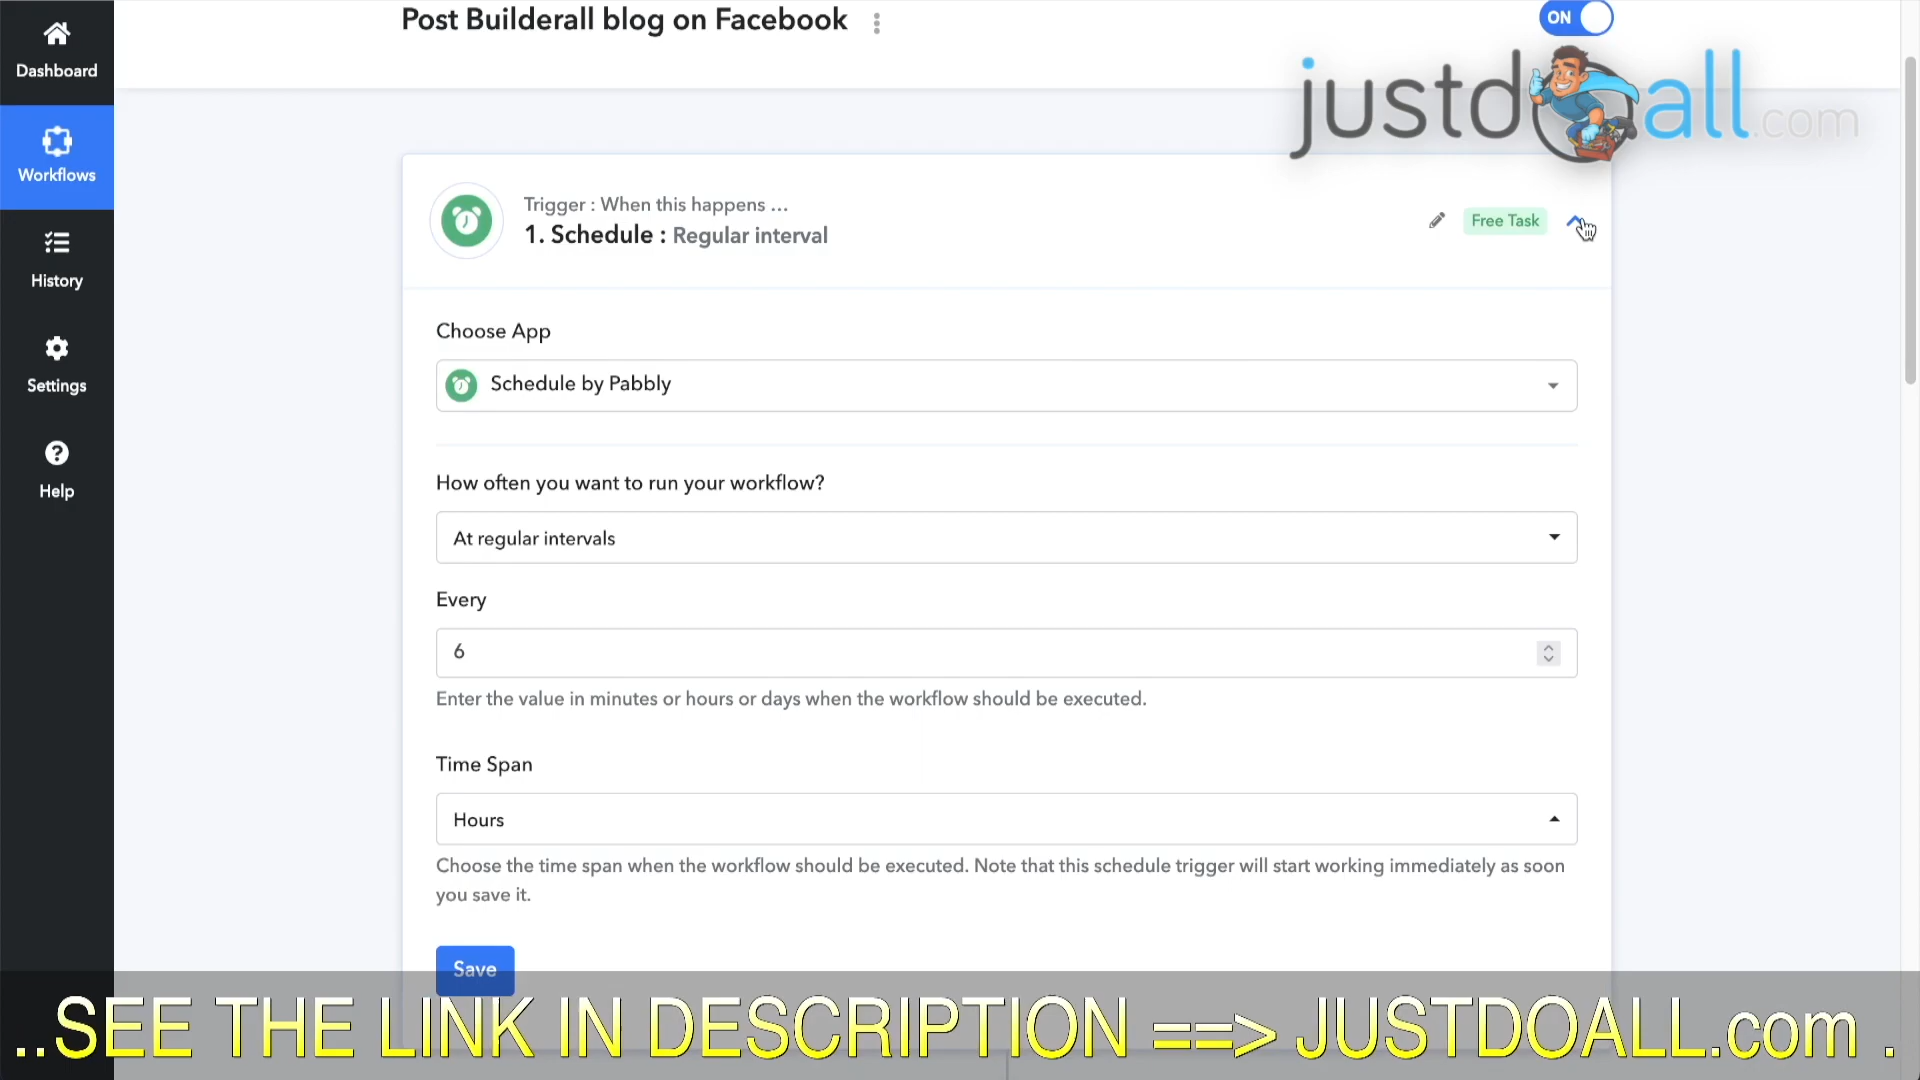 Post Builderall blog on Facebook
ON
Dashboard
justdoall.com
Workflows
Trigger : When this happens ...
1. Schedule : Regular interval
Free Task
History
Choose App
Schedule by Pabbly
Settings
How often you want to run your workflow?
Help
At regular intervals
Every
6
Enter the value in minutes or hours or days when the workflow should be executed.
Time Span
Hours
Choose the time span when the workflow should be executed. Note that this schedule trigger will start working immediately as soon
you save it.
Save
..SEE THE LINK IN DESCRIPTION ==> JUSTDOALL.com .